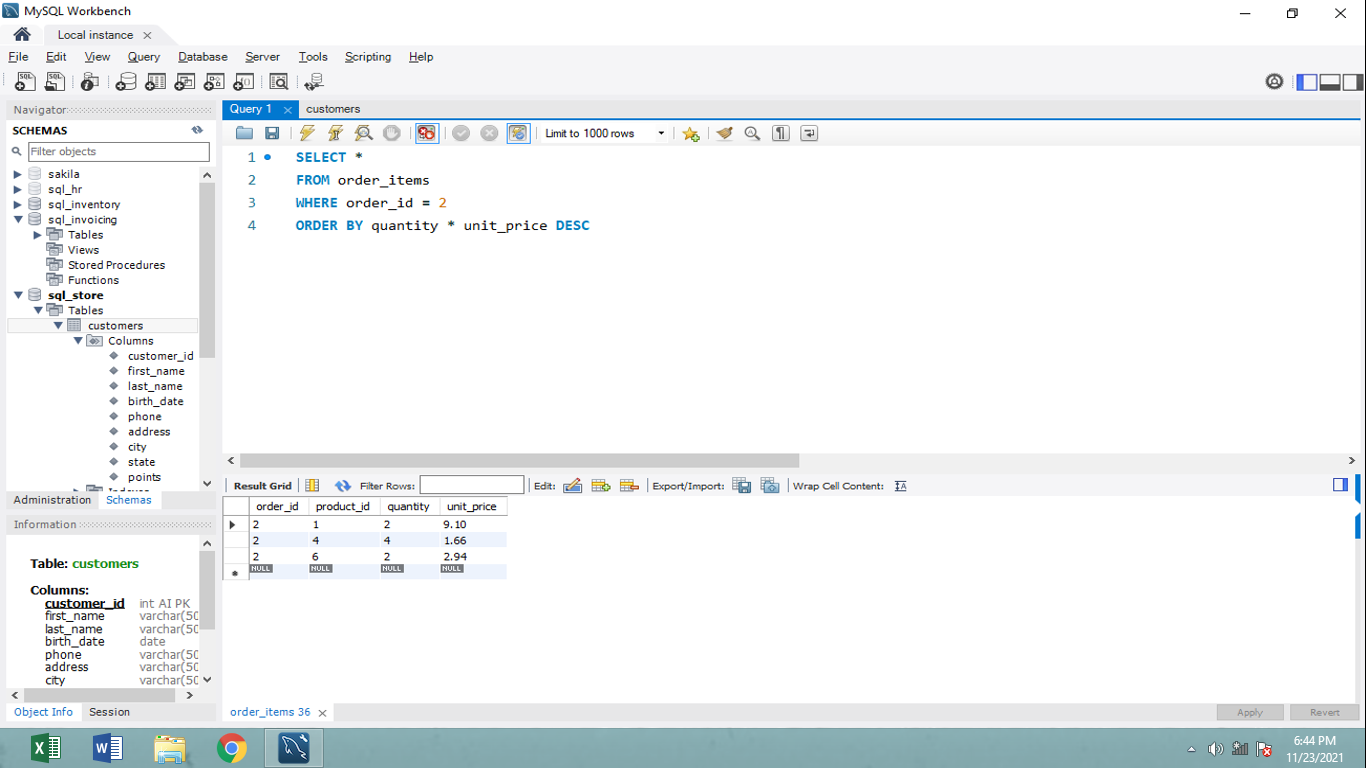 MySQL Workbench
Local instance
File Edit View Query Database Server Tools Scripting Help
Navigator
SCHEMAS
Filter objects
sakila
sql_hr
sql_inventory
sql_invoicing
Tables
Views
Stored Procedures
Functions
sql_store
Tables
customers
Columns
customer_id
first_name
last_name
birth_date
phone
address
city
state
points
Administration Schemas
Information
Table: customers
Columns:
customer_id int AI PK
first_name varchar(50
last_name varchar(50
birth_date date
phone varchar(50
address varchar(50
city varchar(50
Object Info Session
Query 1 customers
Limit to 1000 rows
1 SELECT *
2 FROM order_items
3 WHERE order_id = 2
4 ORDER BY quantity * unit_price DESC
Result Grid Filter Rows: Edit: Export/Import: Wrap Cell Content:
order_id product_id quantity unit_price
2 1 2 9.10
2 4 4 1.66
2 6 2 2.94
NULL NULL NULL NULL
order_items 36
Apply Revert
6:44 PM
11/23/2021